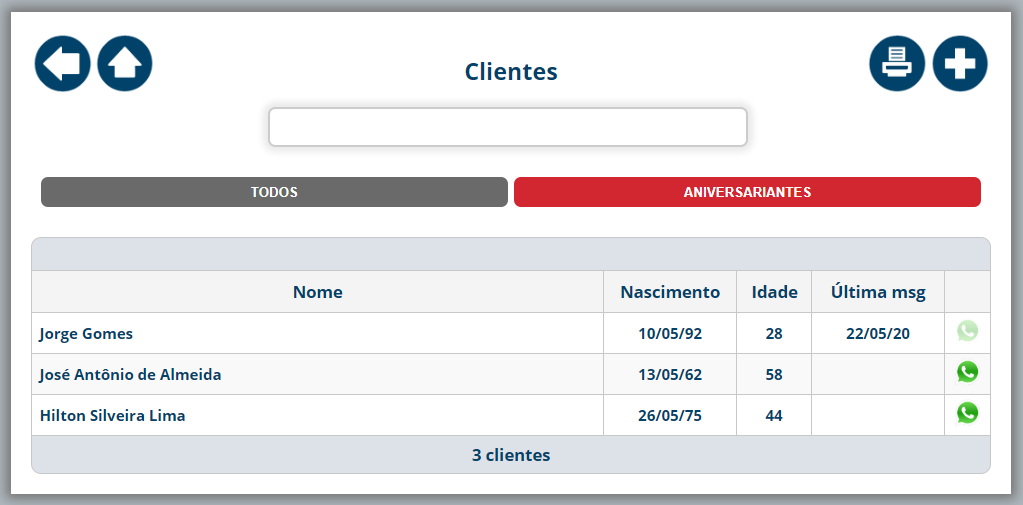 Clientes
TODOS ANIVERSARIANTES
Nome Nascimento Idade Última msg
Jorge Gomes 10/05/92 28 22/05/20
José Antônio de Almeida 13/05/62 58
Hilton Silveira Lima 26/05/75 44
3 clientes